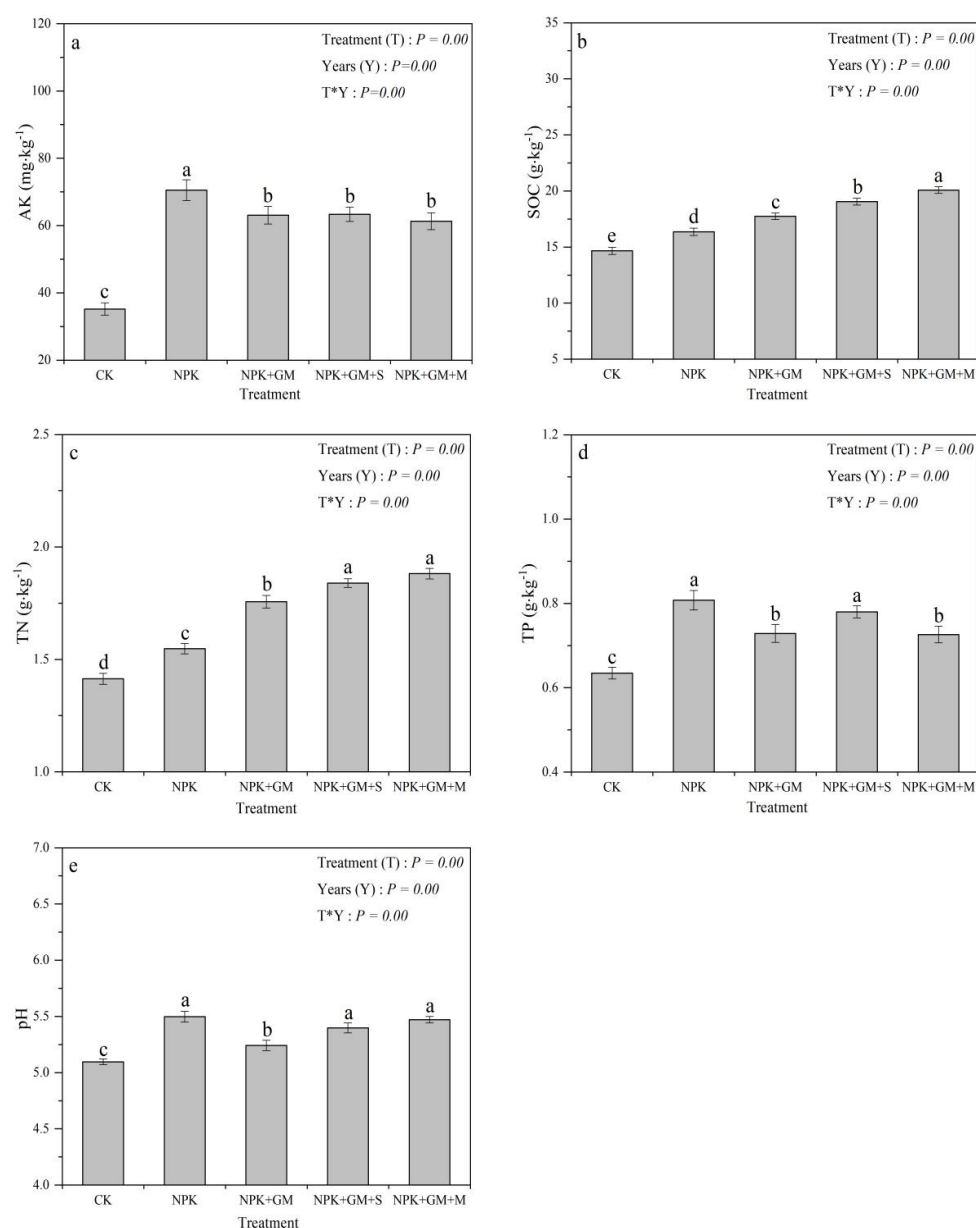 a
Treatment (T) : P = 0.00
Years (Y) : P=0.00
T*Y : P=0.00
120
100
80
60
40
20
AK (mg·kg-1)
c
a
b
b
b
CK NPK NPK+GM NPK+GM+S NPK+GM+M
Treatment
b
Treatment (T) : P = 0.00
Years (Y) : P = 0.00
T*Y : P = 0.00
35
30
25
20
15
10
5
SOC (g·kg-1)
e
d
c
b
a
CK NPK NPK+GM NPK+GM+S NPK+GM+M
Treatment
c
Treatment (T) : P = 0.00
Years (Y) : P = 0.00
T*Y : P = 0.00
2.5
2.0
1.5
1.0
TN (g·kg-1)
d
c
b
a
a
CK NPK NPK+GM NPK+GM+S NPK+GM+M
Treatment
d
Treatment (T) : P = 0.00
Years (Y) : P = 0.00
T*Y : P = 0.00
1.2
1.0
0.8
0.6
0.4
TP (g·kg-1)
c
a
b
a
b
CK NPK NPK+GM NPK+GM+S NPK+GM+M
Treatment
e
Treatment (T) : P = 0.00
Years (Y) : P = 0.00
T*Y : P = 0.00
7.0
6.5
6.0
5.5
5.0
4.5
4.0
pH
c
a
b
a
a
CK NPK NPK+GM NPK+GM+S NPK+GM+M
Treatment